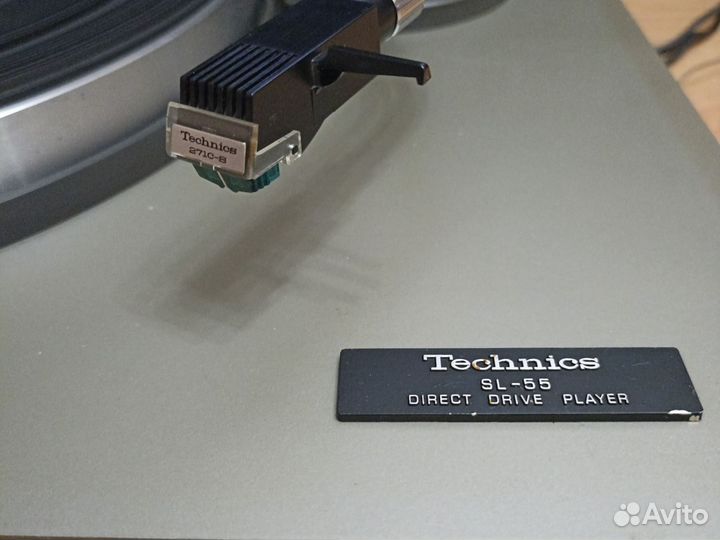 Technics
271C-S
Technics
SL-55
DIRECT DRIVE PLAYER
Avito